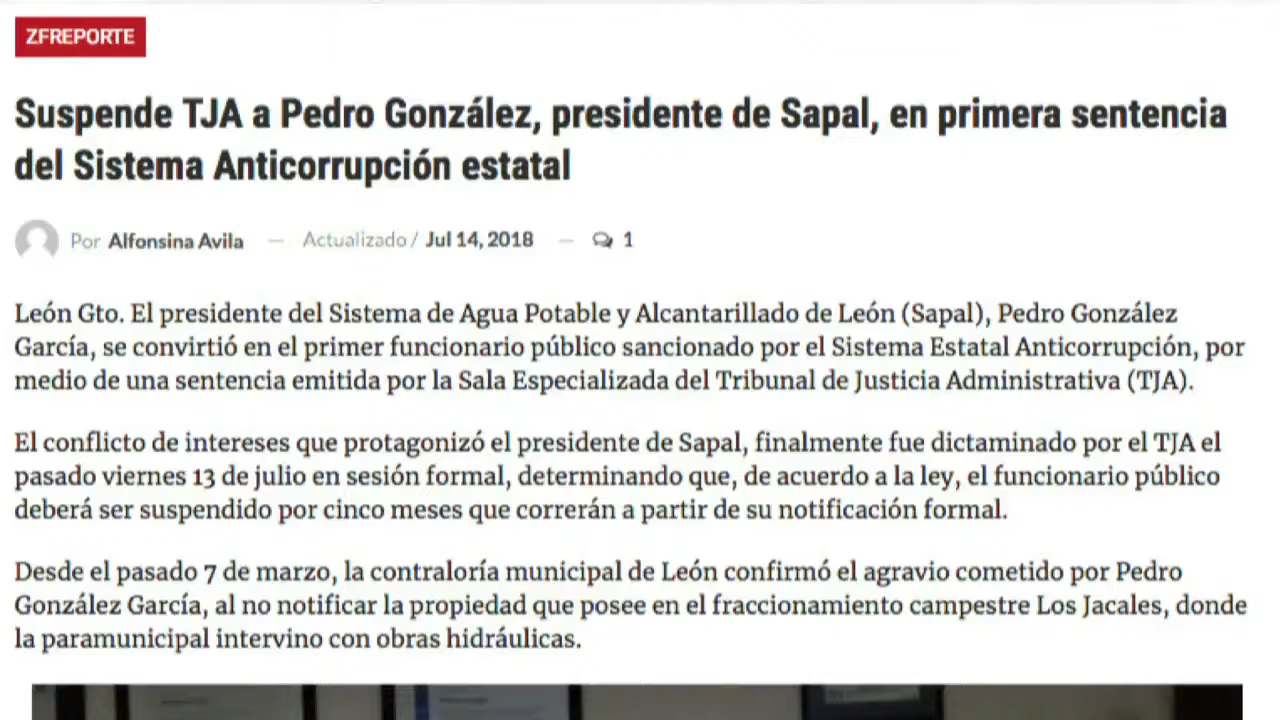 ZFREPORTE
Suspende TJA a Pedro González, presidente de Sapal, en primera sentencia
del Sistema Anticorrupción estatal
Por Alfonsina Avila — Actualizado / Jul 14, 2018 — 1
León Gto. El presidente del Sistema de Agua Potable y Alcantarillado de León (Sapal), Pedro González
García, se convirtió en el primer funcionario público sancionado por el Sistema Estatal Anticorrupción, por
medio de una sentencia emitida por la Sala Especializada del Tribunal de Justicia Administrativa (TJA).
El conflicto de intereses que protagonizó el presidente de Sapal, finalmente fue dictaminado por el TJA el
pasado viernes 13 de julio en sesión formal, determinando que, de acuerdo a la ley, el funcionario público
deberá ser suspendido por cinco meses que correrán a partir de su notificación formal.
Desde el pasado 7 de marzo, la contraloría municipal de León confirmó el agravio cometido por Pedro
González García, al no notificar la propiedad que posee en el fraccionamiento campestre Los Jacales, donde
la paramunicipal intervino con obras hidráulicas.